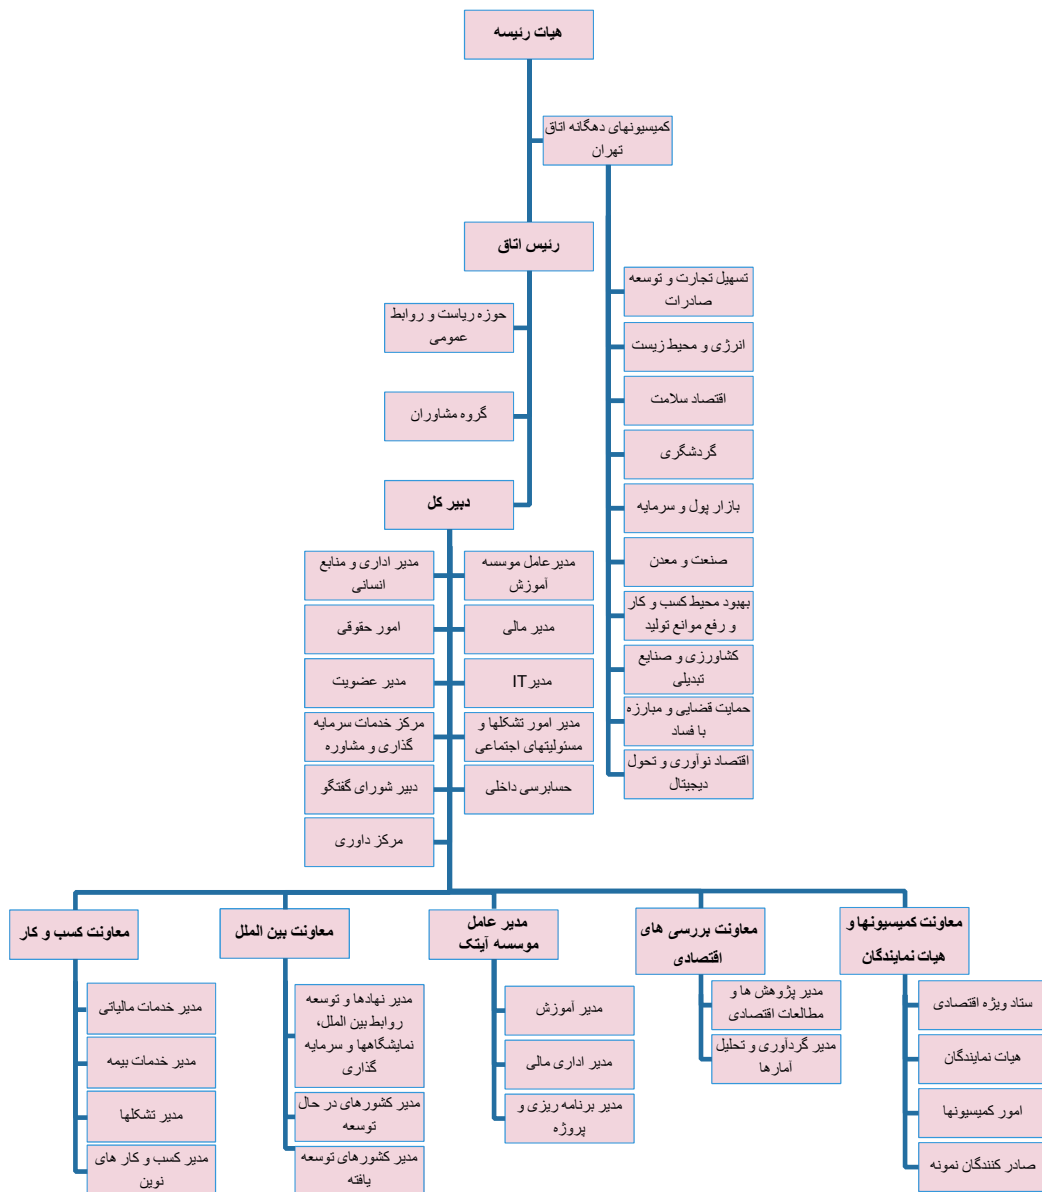 هیات رئیسه
کمیسیونهای دهگانه اتاق
تهران
رئیس اتاق
تسهیل تجارت و توسعه
صادرات
انرژی و محیط زیست
اقتصاد سلامت
گردشگری
بازار پول و سرمایه
صنعت و معدن
بهبود محیط کسب و کار
و رفع موانع تولید
کشاورزی و صنایع
تبدیلی
حمایت قضایی و مبارزه
با فساد
اقتصاد نوآوری و تحول
دیجیتال
حوزه ریاست و روابط
عمومی
گروه مشاوران
دبیر کل
مدیرعامل موسسه
آموزش
مدیر اداری و منابع
انسانی
مدیر مالی
امور حقوقی
مدیر IT
مدیر عضویت
مدیر امور تشکلها و
مسئولیتهای اجتماعی
مرکز خدمات سرمایه
گذاری و مشاوره
حسابرسی داخلی
دبیر شورای گفتگو
مرکز داوری
معاونت کمیسیونها و
هیات نمایندگان
ستاد ویژه اقتصادی
هیات نمایندگان
امور کمیسیونها
صادر کنندگان نمونه
معاونت بررسی های
اقتصادی
مدیر پژوهش ها و
مطالعات اقتصادی
مدیر گردآوری و تحلیل
آمارها
مدیر عامل
موسسه آیتک
مدیر آموزش
مدیر اداری مالی
مدیر برنامه ریزی و
پروژه
معاونت بین الملل
مدیر نهادها و توسعه
روابط بین الملل،
نمایشگاهها و سرمایه
گذاری
مدیر کشورهای در حال
توسعه
مدیر کشورهای توسعه
یافته
معاونت کسب و کار
مدیر خدمات مالیاتی
مدیر خدمات بیمه
مدیر تشکلها
مدیر کسب و کار های
نوین